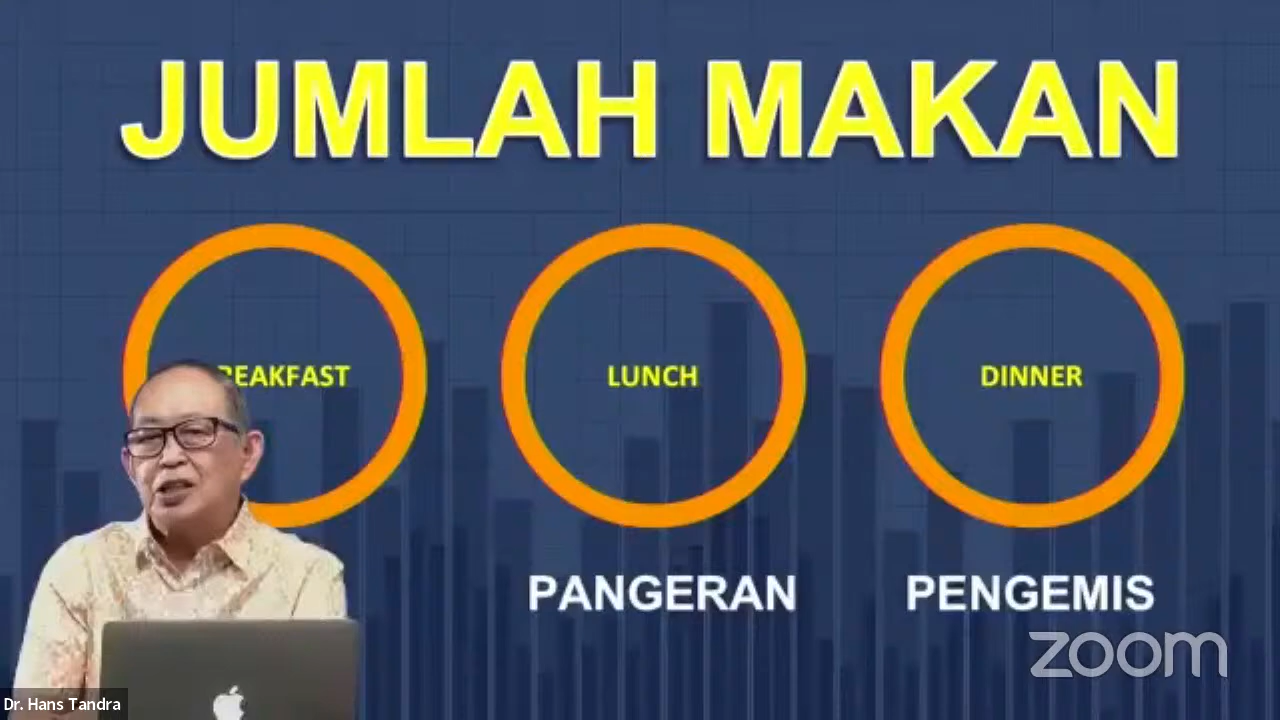 JUMLAH MAKAN
REAKFAST
LUNCH
DINNER
PANGERAN
PENGEMIS
zoom
Dr. Hans Tandra